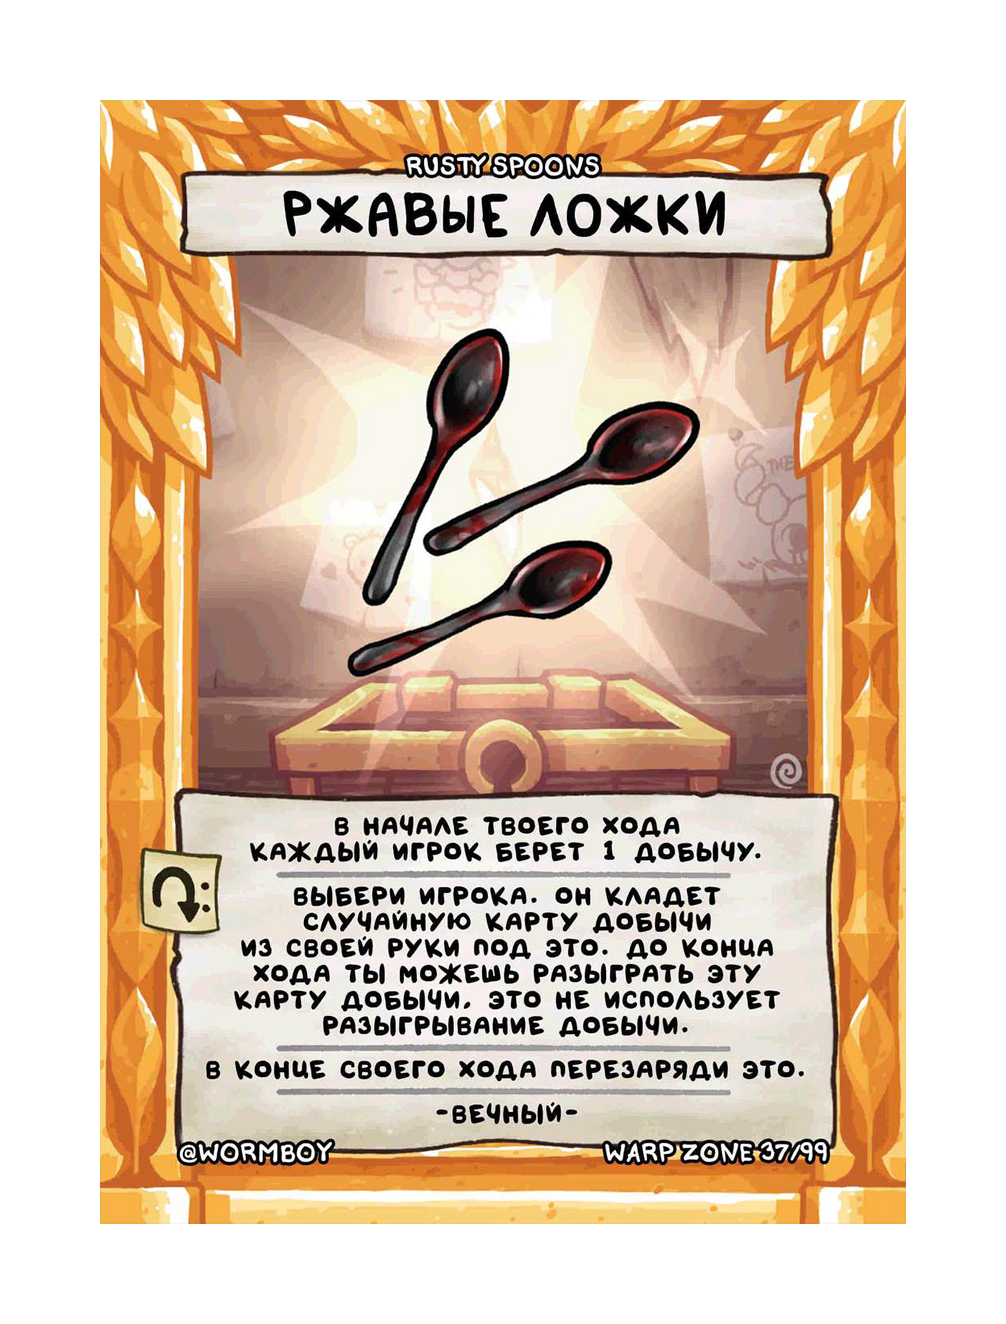 RUSTY SPOONS
РЖАВЫЕ ЛОЖКИ
THE
В НАЧАЛЕ ТВОЕГО ХОДА
КАЖДЫЙ ИГРОК БЕРЕТ 1 ДОБЫЧУ.
ВЫБЕРИ ИГРОКА. ОН КЛАДЕТ
СЛУЧАЙНУЮ КАРТУ ДОБЫЧИ
ИЗ СВОЕЙ РУКИ ПОД ЭТО. ДО КОНЦА
ХОДА ТЫ МОЖЕШЬ РАЗЫГРАТЬ ЭТУ
КАРТУ ДОБЫЧИ. ЭТО НЕ ИСПОЛЬЗУЕТ
РАЗЫГРЫВАНИЕ ДОБЫЧИ.
В КОНЦЕ СВОЕГО ХОДА ПЕРЕЗАРЯДИ ЭТО.
-ВЕЧНЫЙ-
@WORMBOY
WARP ZONE 37/99